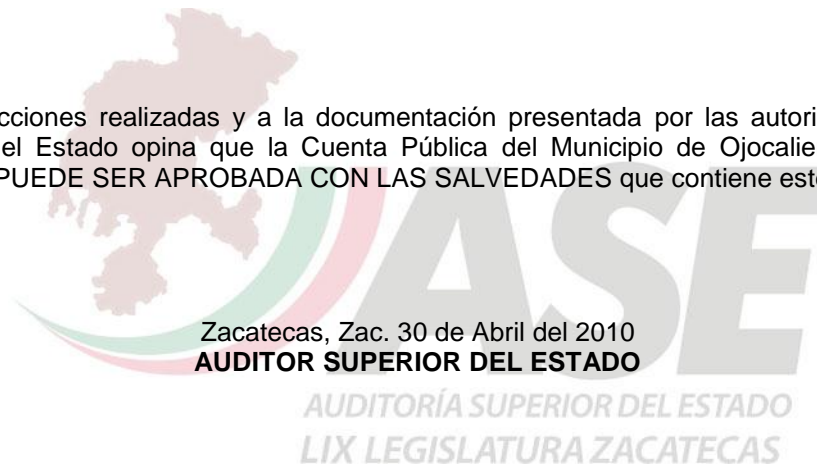 cciones realizadas y a la documentación presentada por las autori
el Estado opina que la Cuenta Pública del Municipio de Ojocalie
PUEDE SER APROBADA CON LAS SALVEDADES que contiene est
Zacatecas, Zac. 30 de Abril del 2010
AUDITOR SUPERIOR DEL ESTADO
ASE
AUDITORÍA SUPERIOR DEL ESTADO
LIX LEGISLATURA ZACATECAS